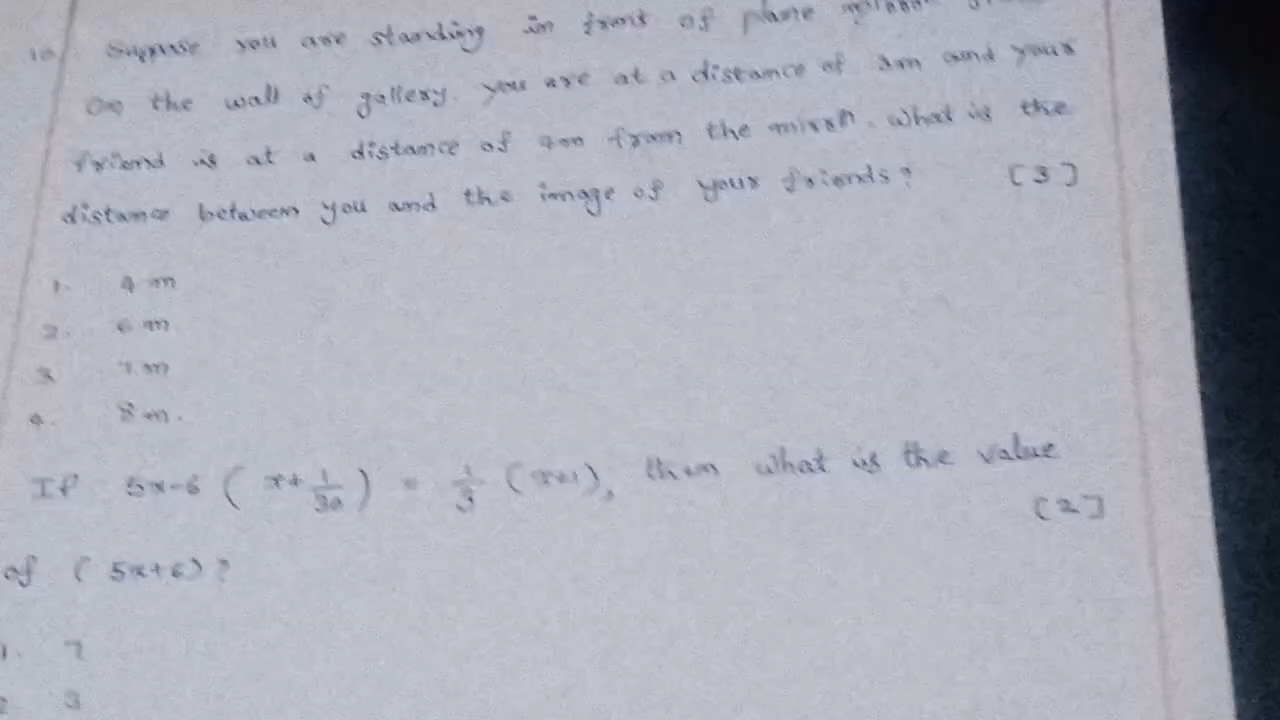 10. Suppose you are standing in front of plane
on the wall of gallery. you are at a distance of 3m and your
friend is at a distance of 4m from the mirror. what is the
distance between you and the image of your friends? [3]
1. 4 m
2. 6 m
3 7 m
4. 8 m.
If 5x-6 ( x+ 1/30 ) = 1/3 (x+1), then what is the value
[2]
of ( 5x+6) ?
1. 7
2 3